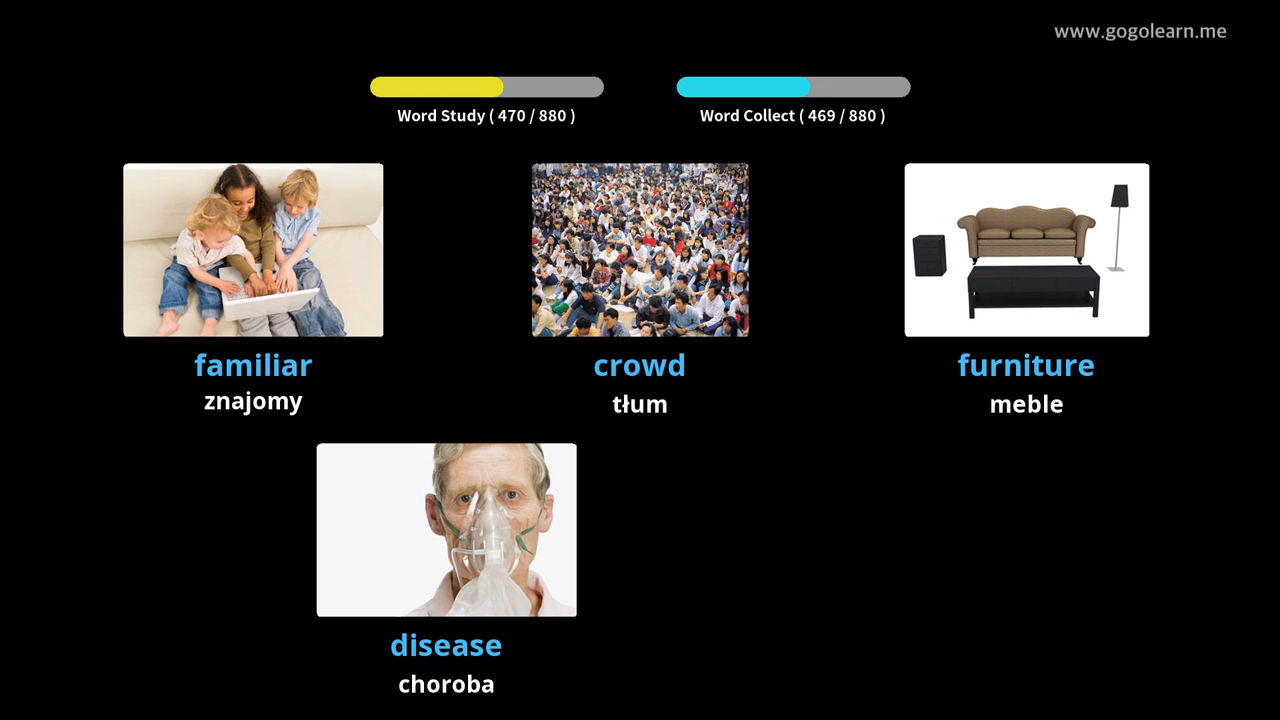 www.gogolearn.me
Word Study ( 470 / 880 )
Word Collect ( 469 / 880 )
familiar
znajomy
crowd
tłum
furniture
meble
disease
choroba